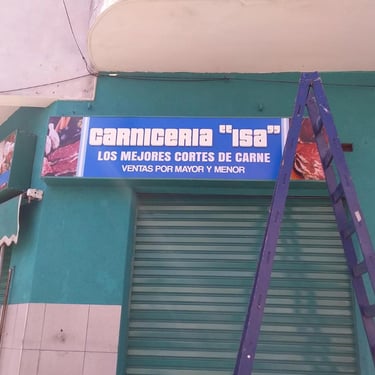 CARNICERIA "ISA"
LOS MEJORES CORTES DE CARNE
VENTAS POR MAYOR Y MENOR